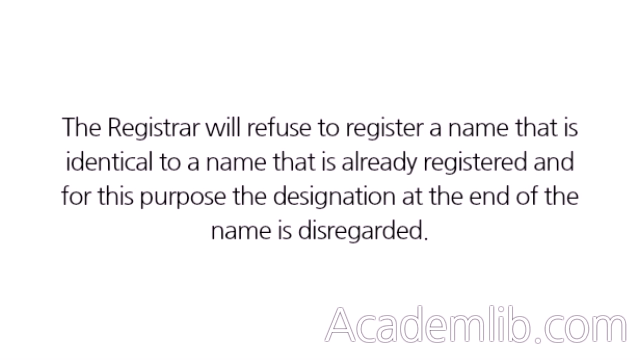 The Registrar will refuse to register a name that is
identical to a name that is already registered and
for this purpose the designation at the end of the
name is disregarded.
Academlib.com